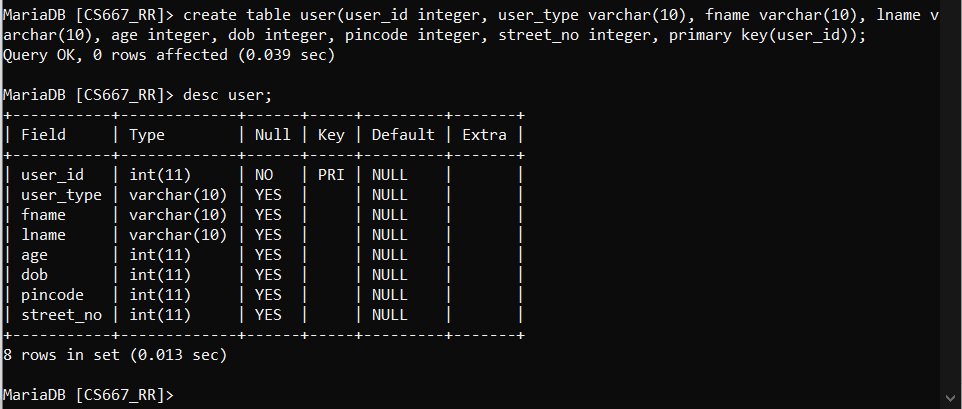 MariaDB [CS667_RR]> create table user(user_id integer, user_type varchar(10), fname varchar(10), lname v
archar(10), age integer, dob integer, pincode integer, street_no integer, primary key(user_id));
Query OK, 0 rows affected (0.039 sec)

MariaDB [CS667_RR]> desc user;
+-----------+-------------+------+-----+---------+-------+
| Field     | Type        | Null | Key | Default | Extra |
+-----------+-------------+------+-----+---------+-------+
| user_id   | int(11)     | NO   | PRI | NULL    |       |
| user_type | varchar(10) | YES  |     | NULL    |       |
| fname     | varchar(10) | YES  |     | NULL    |       |
| lname     | varchar(10) | YES  |     | NULL    |       |
| age       | int(11)     | YES  |     | NULL    |       |
| dob       | int(11)     | YES  |     | NULL    |       |
| pincode   | int(11)     | YES  |     | NULL    |       |
| street_no | int(11)     | YES  |     | NULL    |       |
+-----------+-------------+------+-----+---------+-------+
8 rows in set (0.013 sec)

MariaDB [CS667_RR]>